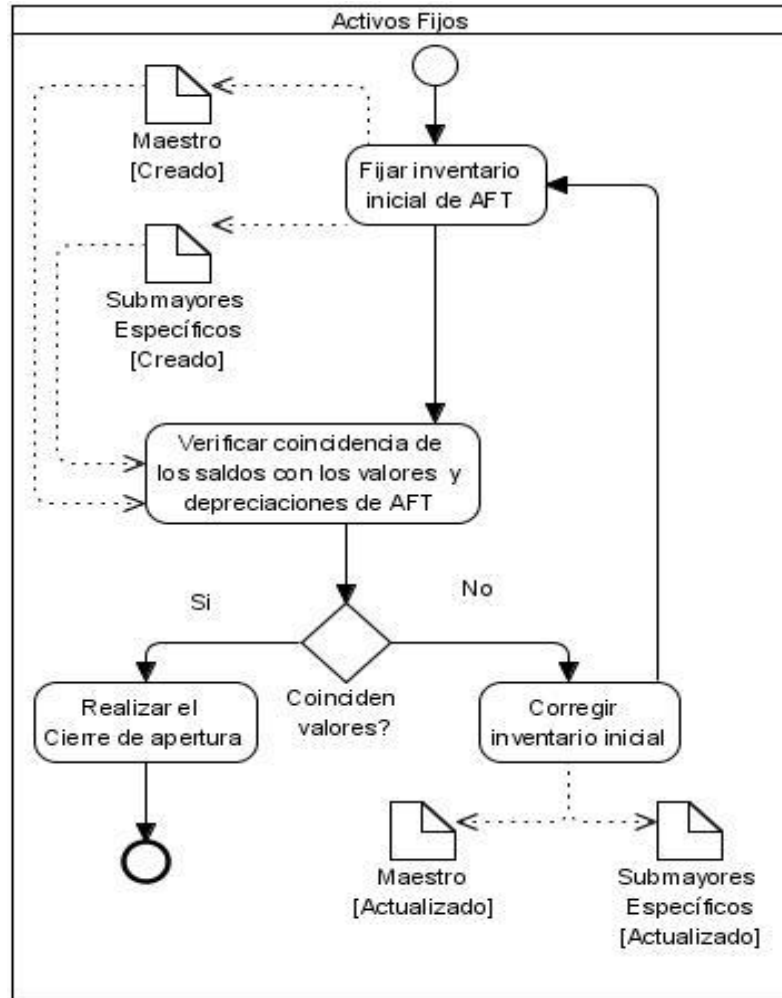 Activos Fijos
Maestro
[Creado]
Fijar inventario
inicial de AFT
Submayores
Específicos
[Creado]
Verificar coincidencia de
los saldos con los valores y
depreciaciones de AFT
Si
No
Coinciden
valores?
Realizar el
Cierre de apertura
Corregir
inventario inicial
Maestro
[Actualizado]
Submayores
Específicos
[Actualizado]